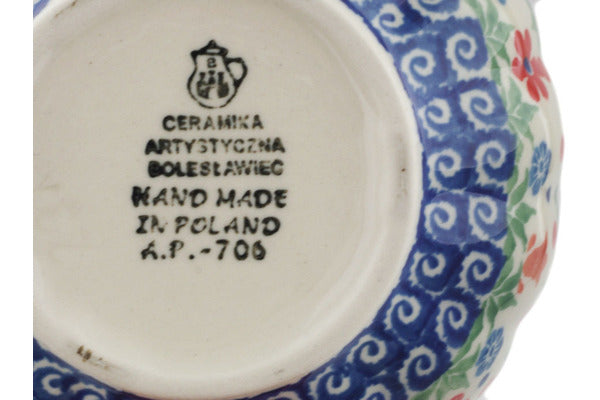 B
CERAMIKA
ARTYSTYCZNA
BOLESŁAWIEC
HAND MADE
IN POLAND
A.P.-706